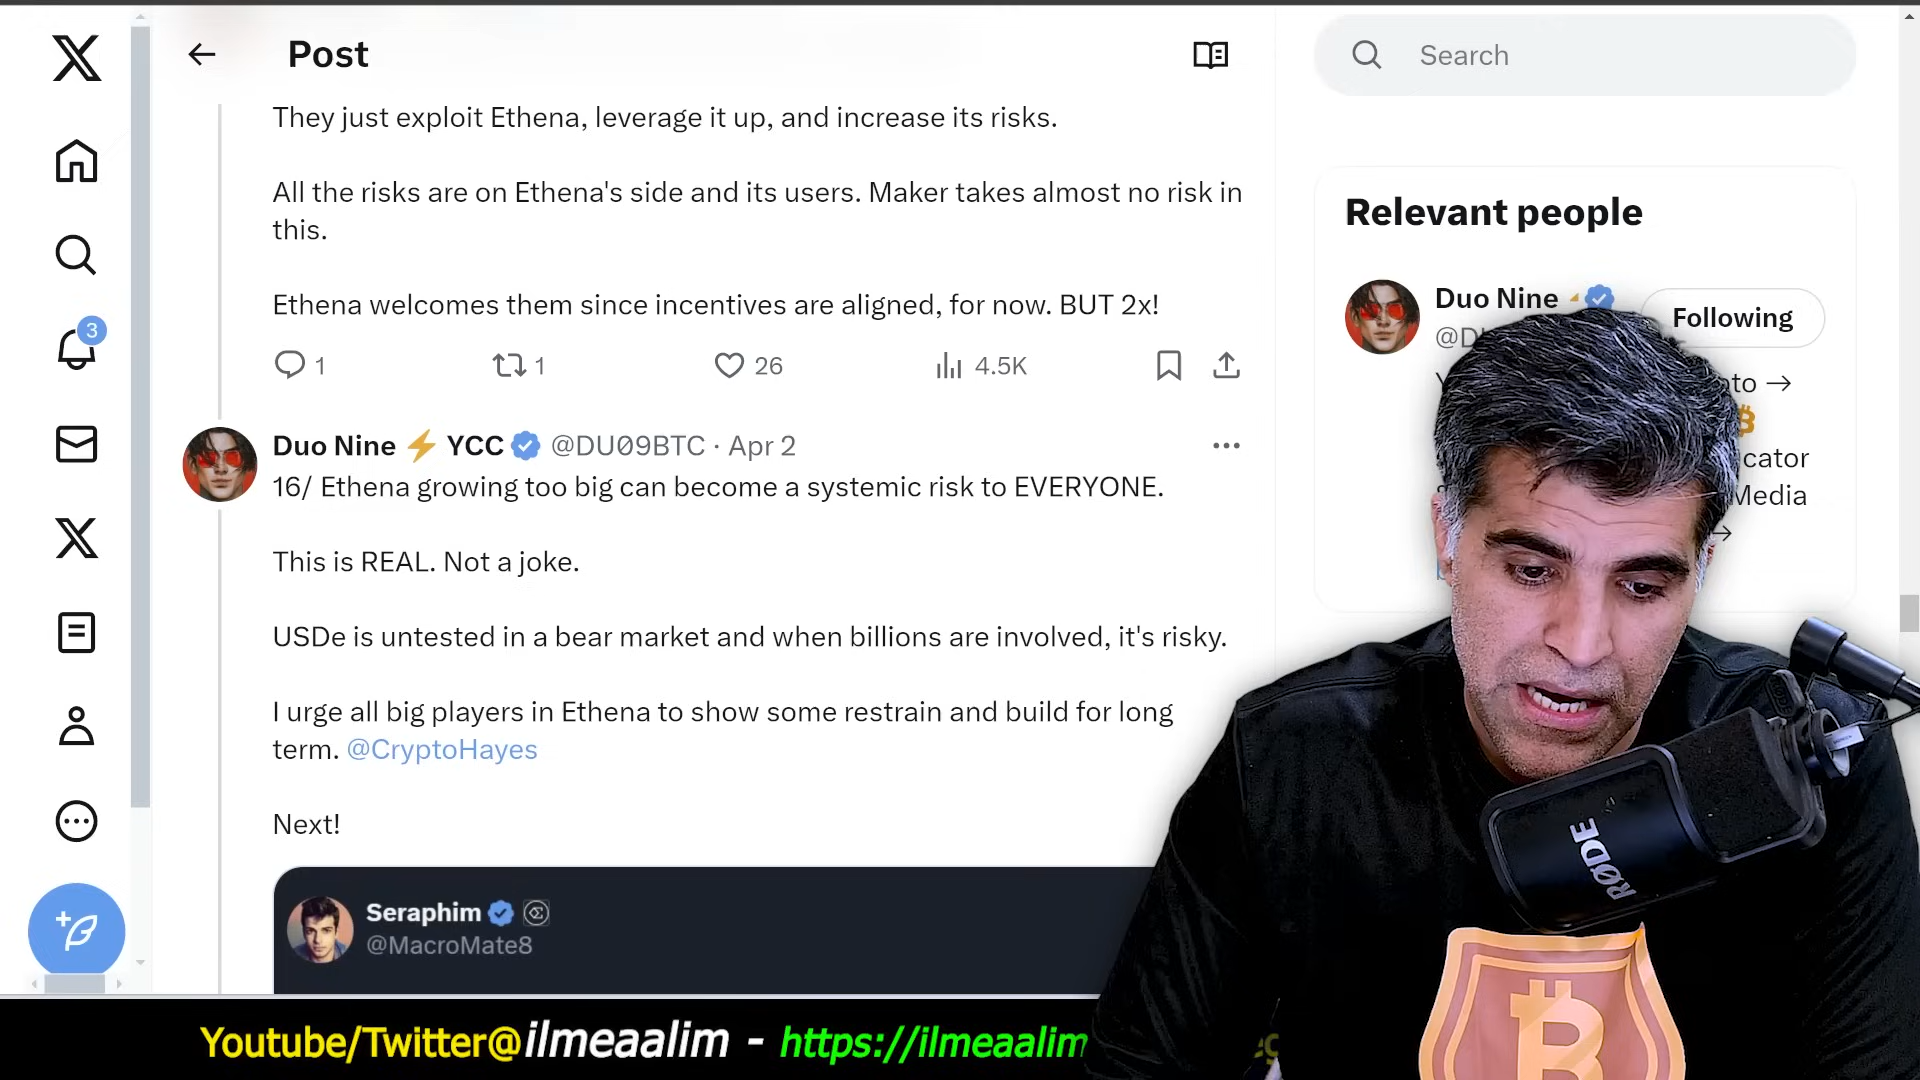 Post
Search
They just exploit Ethena, leverage it up, and increase its risks.
All the risks are on Ethena's side and its users. Maker takes almost no risk in
this.
Ethena welcomes them since incentives are aligned, for now. BUT 2x!
1
1
26
4.5K
3
Duo Nine ⚡ YCC @DU09BTC · Apr 2
16/ Ethena growing too big can become a systemic risk to EVERYONE.
This is REAL. Not a joke.
USDe is untested in a bear market and when billions are involved, it's risky.
I urge all big players in Ethena to show some restrain and build for long
term. @CryptoHayes
Next!
Seraphim
@MacroMate8
Relevant people
Duo Nine
Following
Media
RØDE
Youtube/Twitter@ilmeaalim - https://ilmeaalim